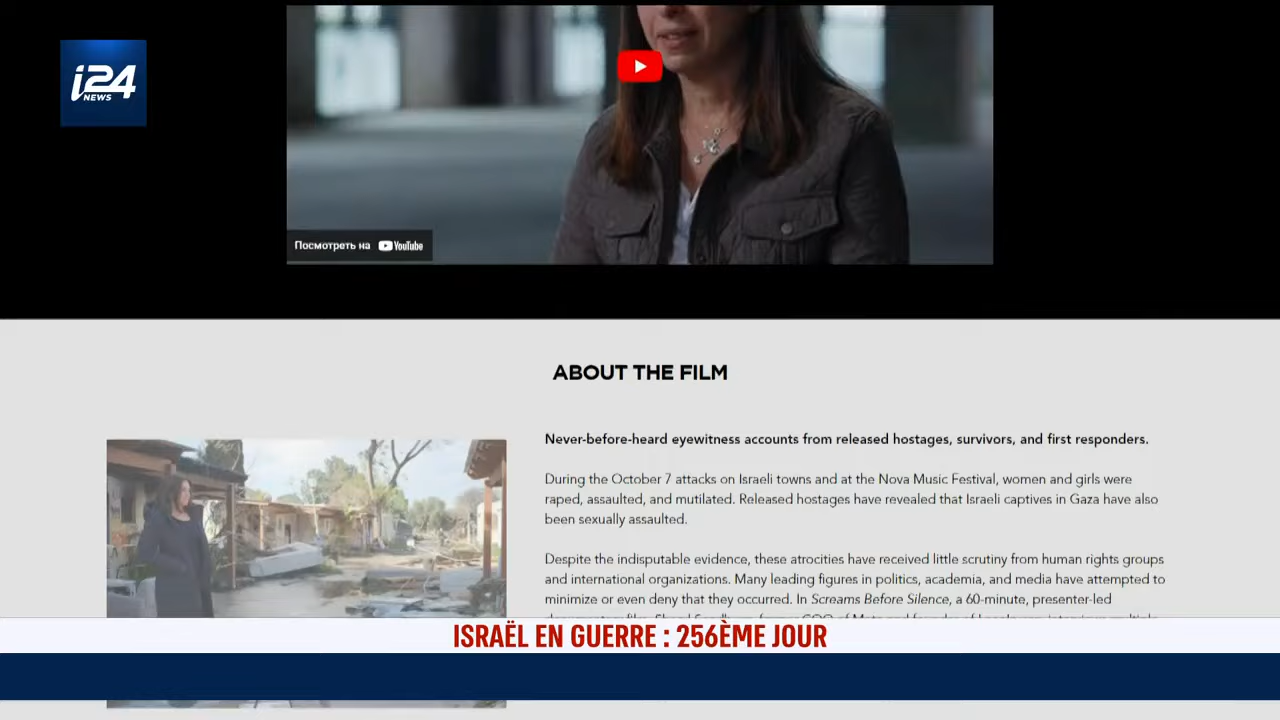 i24
NEWS
Посмотреть на YouTube
ABOUT THE FILM
Never-before-heard eyewitness accounts from released hostages, survivors, and first responders.
During the October 7 attacks on Israeli towns and at the Nova Music Festival, women and girls were
raped, assaulted, and mutilated. Released hostages have revealed that Israeli captives in Gaza have also
been sexually assaulted.
Despite the indisputable evidence, these atrocities have received little scrutiny from human rights groups
and international organizations. Many leading figures in politics, academia, and media have attempted to
minimize or even deny that they occurred. In Screams Before Silence, a 60-minute, presenter-led
ISRAËL EN GUERRE : 256ÈME JOUR